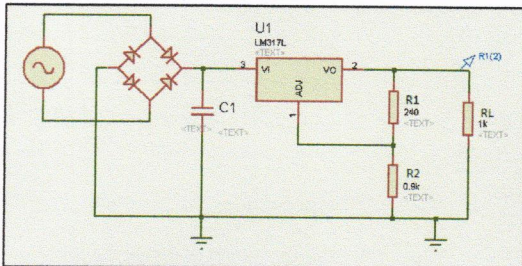 U1
LM317L
<TEXT>
3
VI
VO
2
ADJ
1
R1(2)
C1
<TEXT>
<TEXT>
R1
240
<TEXT>
RL
1k
<TEXT>
R2
0.9k
<TEXT>